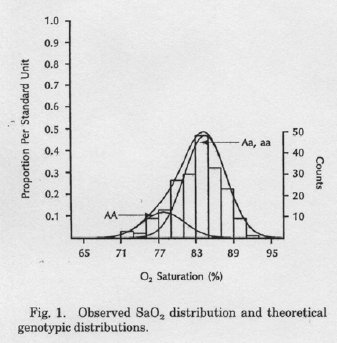 1.0
0.9
0.8
0.7
0.6
0.5
0.4
0.3
0.2
0.1
Proportion Per Standard Unit
AA
Aa, aa
50
40
30
20
10
Counts
65 71 77 83 89 95
O₂ Saturation (%)
Fig. 1. Observed SaO₂ distribution and theoretical
genotypic distributions.